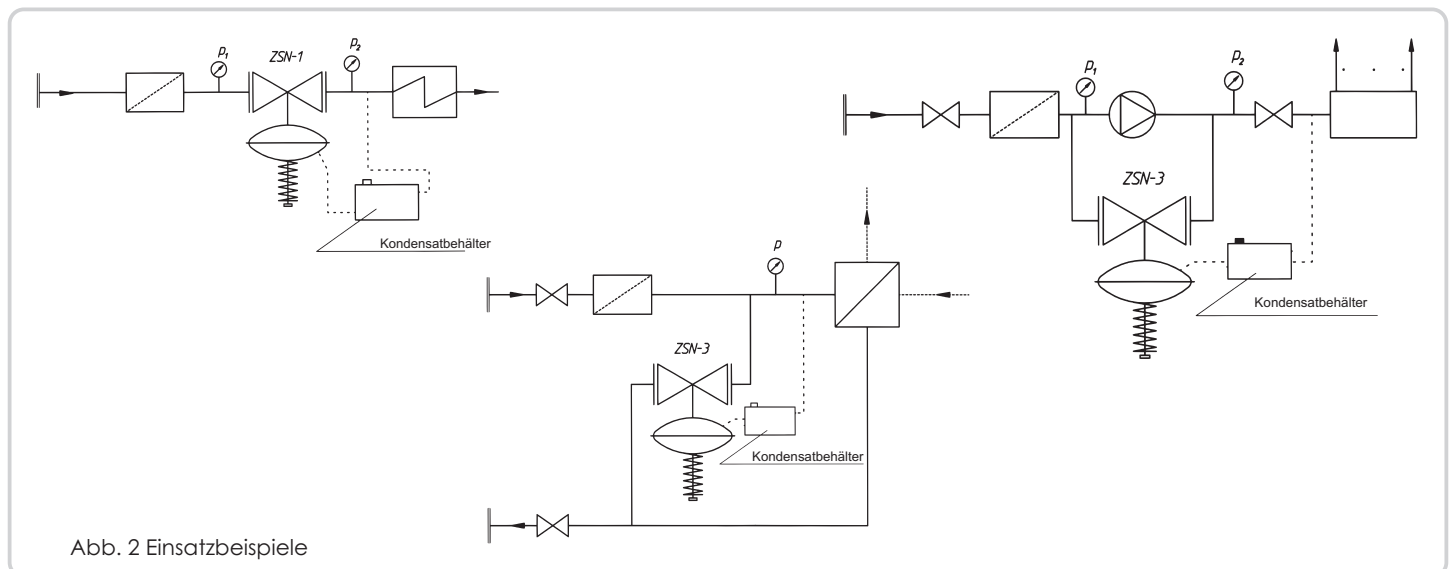 p₁
ZSN-1
p₂
Kondensatbehälter
p
ZSN-3
Kondensatbehälter
p₁
p₂
ZSN-3
Kondensatbehälter
Abb. 2 Einsatzbeispiele